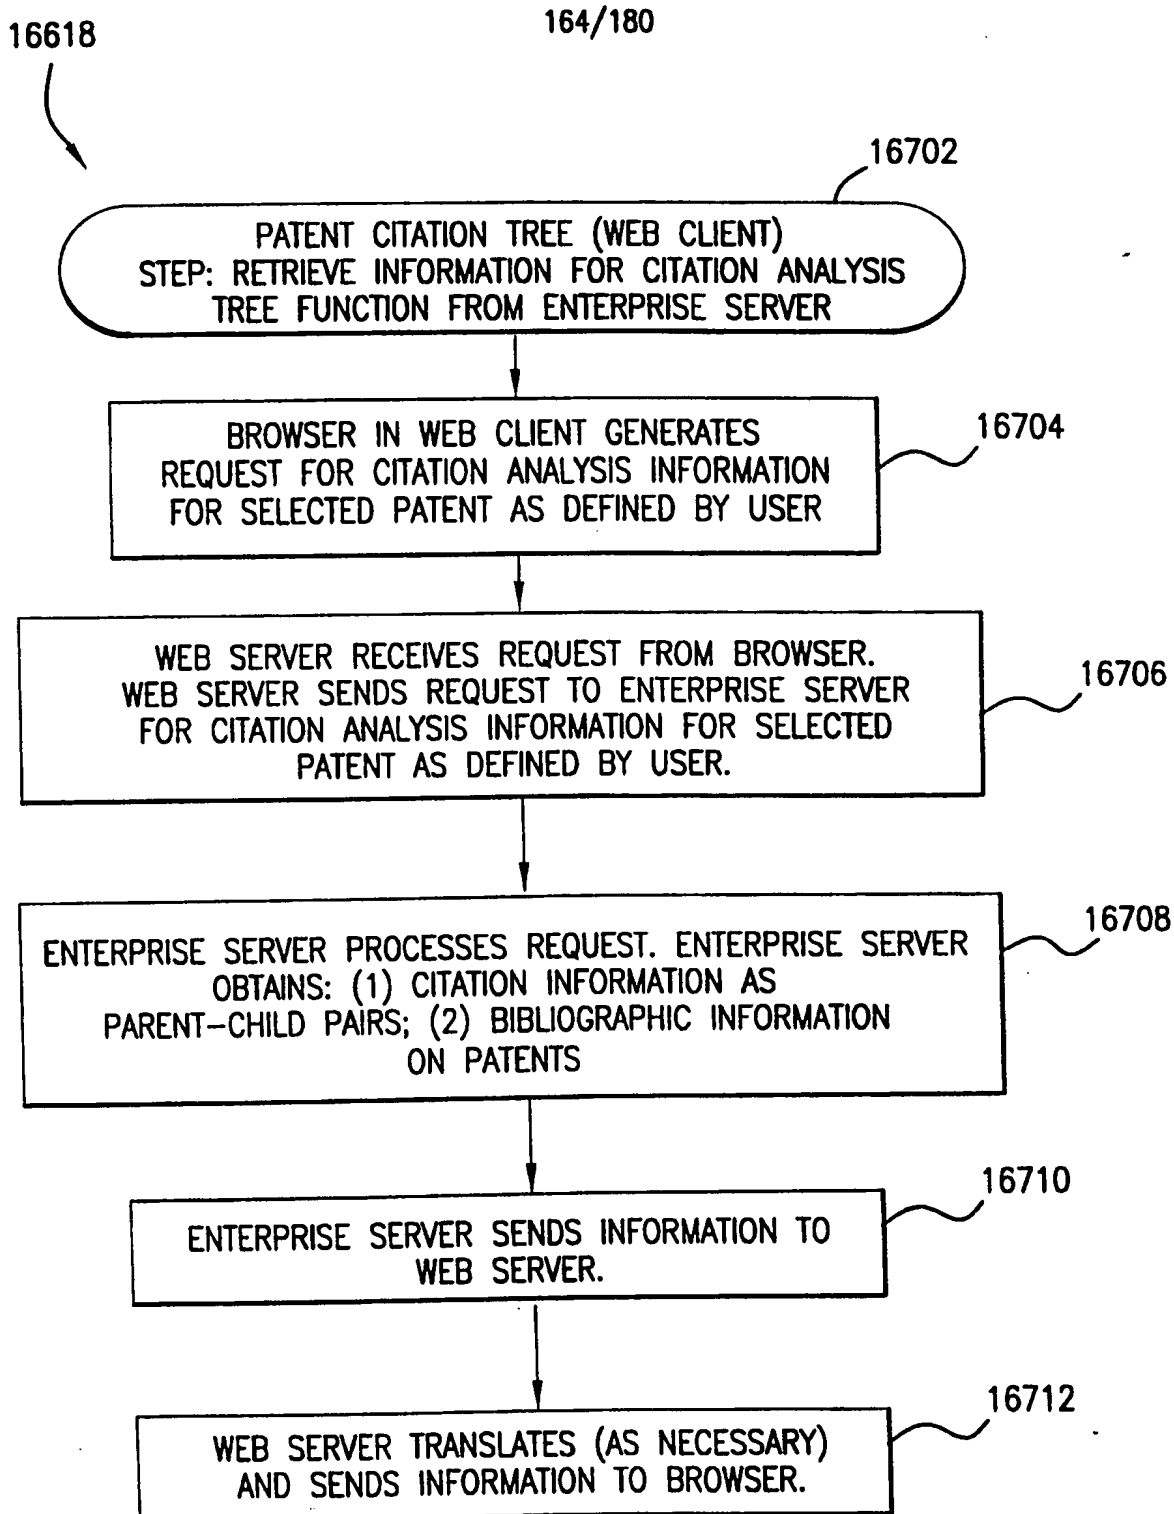 164/180
16618
16702
PATENT CITATION TREE (WEB CLIENT)
STEP: RETRIEVE INFORMATION FOR CITATION ANALYSIS
TREE FUNCTION FROM ENTERPRISE SERVER
16704
BROWSER IN WEB CLIENT GENERATES
REQUEST FOR CITATION ANALYSIS INFORMATION
FOR SELECTED PATENT AS DEFINED BY USER
16706
WEB SERVER RECEIVES REQUEST FROM BROWSER.
WEB SERVER SENDS REQUEST TO ENTERPRISE SERVER
FOR CITATION ANALYSIS INFORMATION FOR SELECTED
PATENT AS DEFINED BY USER.
16708
ENTERPRISE SERVER PROCESSES REQUEST. ENTERPRISE SERVER
OBTAINS: (1) CITATION INFORMATION AS
PARENT-CHILD PAIRS; (2) BIBLIOGRAPHIC INFORMATION
ON PATENTS
16710
ENTERPRISE SERVER SENDS INFORMATION TO
WEB SERVER.
16712
WEB SERVER TRANSLATES (AS NECESSARY)
AND SENDS INFORMATION TO BROWSER.